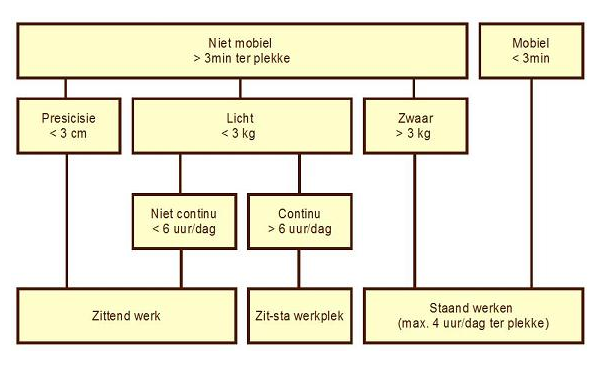 Niet mobiel
> 3min ter plekke
Mobiel
< 3min
Presicisie
< 3 cm
Licht
< 3 kg
Zwaar
> 3 kg
Niet continu
< 6 uur/dag
Continu
> 6 uur/dag
Zittend werk
Zit-sta werkplek
Staand werken
(max. 4 uur/dag ter plekke)